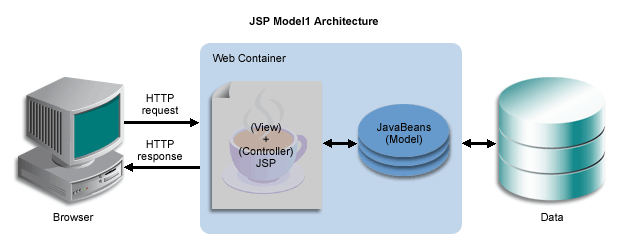 JSP Model1 Architecture
Web Container
HTTP
request
HTTP
response
(View)
+
(Controller)
JSP
JavaBeans
(Model)
Browser
Data